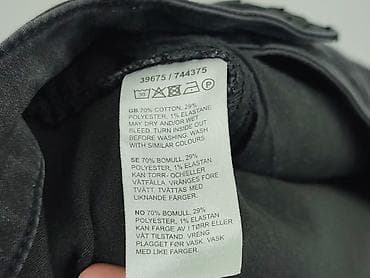 39675 / 744375
GB 70% COTTON, 29%
POLYESTER, 1% ELASTANE
MAY DRY AND/OR WET
BLEED. TURN INSIDE OUT
BEFORE WASHING. WASH
WITH SIMILAR COLOURS
SE 70% BOMULL, 29%
POLYESTER, 1% ELASTAN
KAN TORR- OCH/ELLER
VÅTFÄLLA. VRÄNGES FÖRE
TVÄTT. TVÄTTAS MED
LIKNANDE FÄRGER.
NO 70% BOMULL, 29%
POLYESTER, 1% ELASTAN
KAN FARGE AV I TØRR ELLER
VÅT TILSTAND. VRENG
PLAGGET FØR VASK. VASK
MED LIGNENDE FARGER.